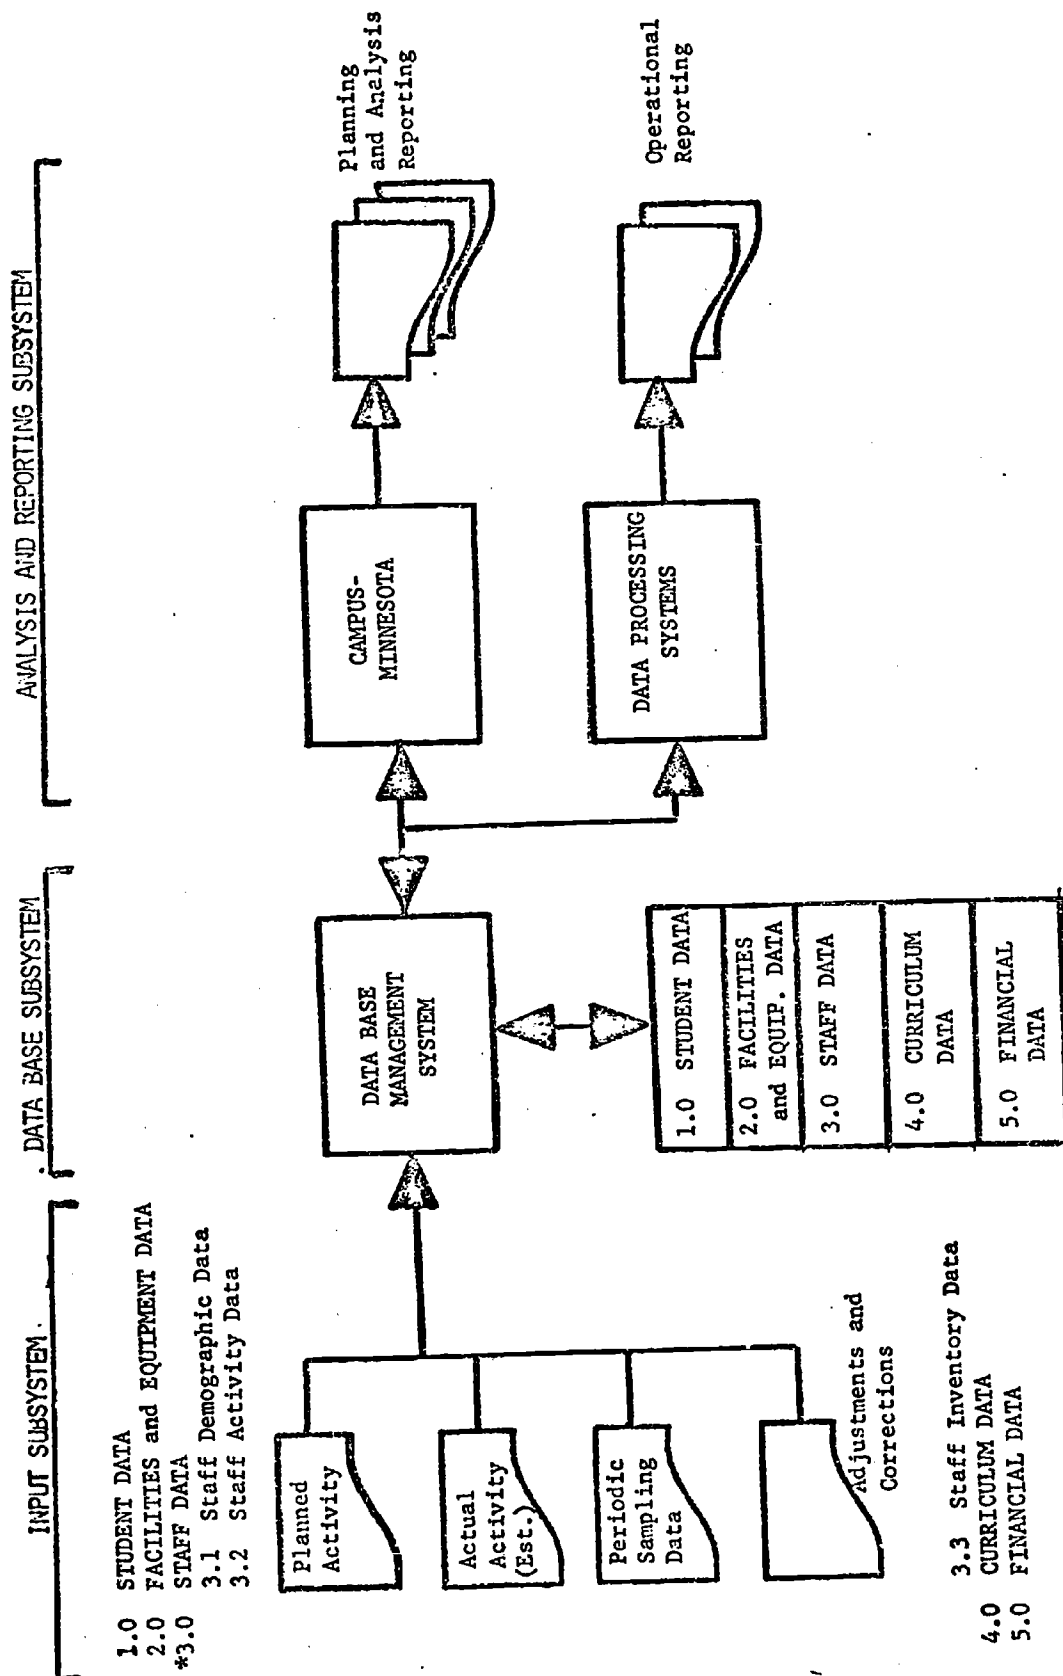 INPUT SUBSYSTEM.
DATA BASE SUBSYSTEM
ANALYSIS AND REPORTING SUBSYSTEM
1.0 STUDENT DATA
2.0 FACILITIES and EQUIPMENT DATA
*3.0 STAFF DATA
3.1 Staff Demographic Data
3.2 Staff Activity Data
Planned
Activity
Actual
Activity
(Est.)
Periodic
Sampling
Data
Adjustments and
Corrections
3.3 Staff Inventory Data
4.0 CURRICULUM DATA
5.0 FINANCIAL DATA
DATA BASE
MANAGEMENT
SYSTEM
1.0 STUDENT DATA
2.0 FACILITIES
and EQUIP. DATA
3.0 STAFF DATA
4.0 CURRICULUM
DATA
5.0 FINANCIAL
DATA
CAMPUS-
MINNESOTA
DATA PROCESSING
SYSTEMS
Planning
and Analysis
Reporting
Operational
Reporting